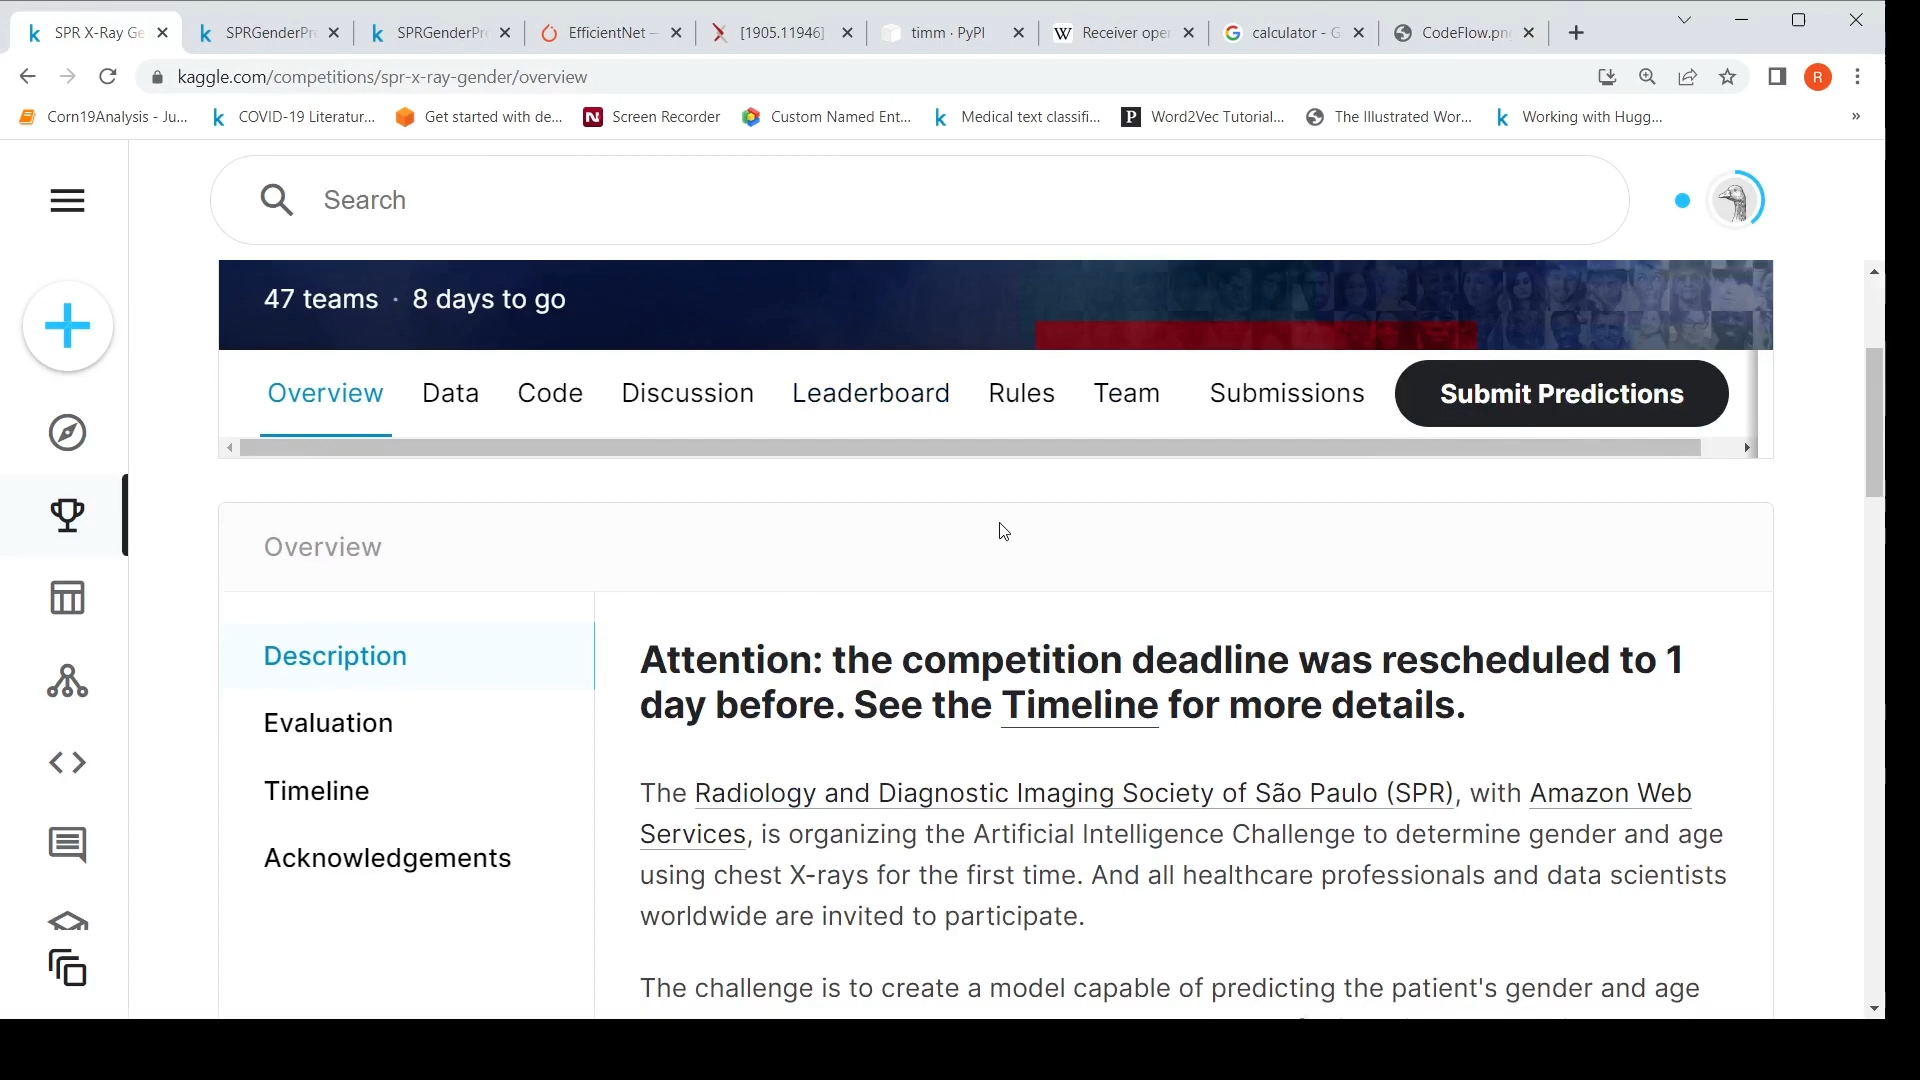 SPR X-Ray Ge
SPRGenderPr
SPRGenderPr
EfficientNet –
[1905.11946]
timm · PyPI
Receiver oper
calculator - G
CodeFlow.pn
kaggle.com/competitions/spr-x-ray-gender/overview
R
Corn19Analysis - Ju...
COVID-19 Literatur...
Get started with de...
Screen Recorder
Custom Named Ent...
Medical text classifi...
Word2Vec Tutorial...
The Illustrated Wor...
Working with Hugg...
»
Search
47 teams · 8 days to go
Overview
Data
Code
Discussion
Leaderboard
Rules
Team
Submissions
Submit Predictions
Overview
Description
Evaluation
Timeline
Acknowledgements
Attention: the competition deadline was rescheduled to 1
day before. See the Timeline for more details.
The Radiology and Diagnostic Imaging Society of São Paulo (SPR), with Amazon Web
Services, is organizing the Artificial Intelligence Challenge to determine gender and age
using chest X-rays for the first time. And all healthcare professionals and data scientists
worldwide are invited to participate.
The challenge is to create a model capable of predicting the patient's gender and age